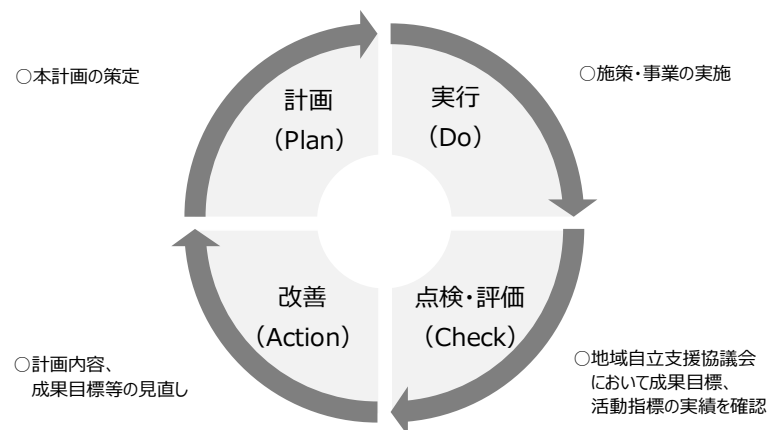 ○本計画の策定
計画
（Plan）
実行
（Do）
○施策・事業の実施
改善
（Action）
点検・評価
（Check）
○計画内容、
成果目標等の見直し
○地域自立支援協議会
において成果目標、
活動指標の実績を確認